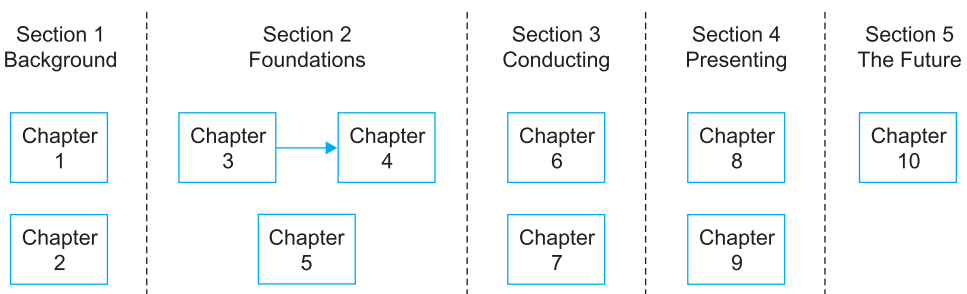 Section 1
Background
Section 2
Foundations
Section 3
Conducting
Section 4
Presenting
Section 5
The Future
Chapter
1
Chapter
3
Chapter
4
Chapter
6
Chapter
8
Chapter
10
Chapter
2
Chapter
5
Chapter
7
Chapter
9